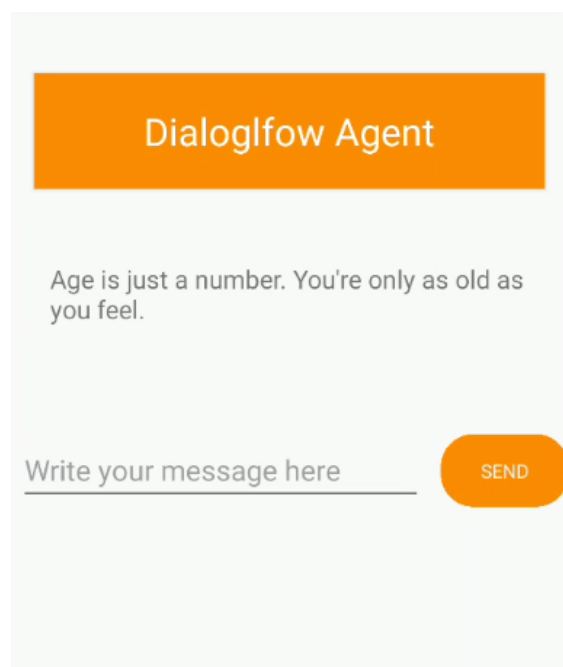 Dialoglfow Agent
Age is just a number. You're only as old as
you feel.
Write your message here
SEND